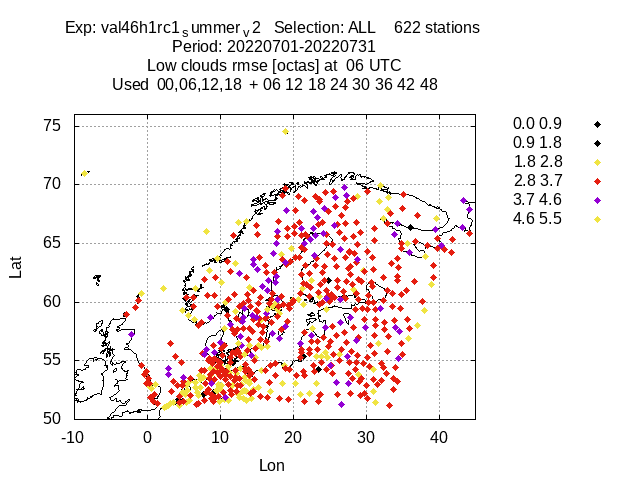 Exp: val46h1rc1summerv2 Selection: ALL 622 stations
Period: 20220701-20220731
Low clouds rmse [octas] at 06 UTC
Used 00,06,12,18 + 06 12 18 24 30 36 42 48
0.0 0.9
0.9 1.8
1.8 2.8
2.8 3.7
3.7 4.6
4.6 5.5
75
70
65
60
55
50
Lat
-10 0 10 20 30 40
Lon